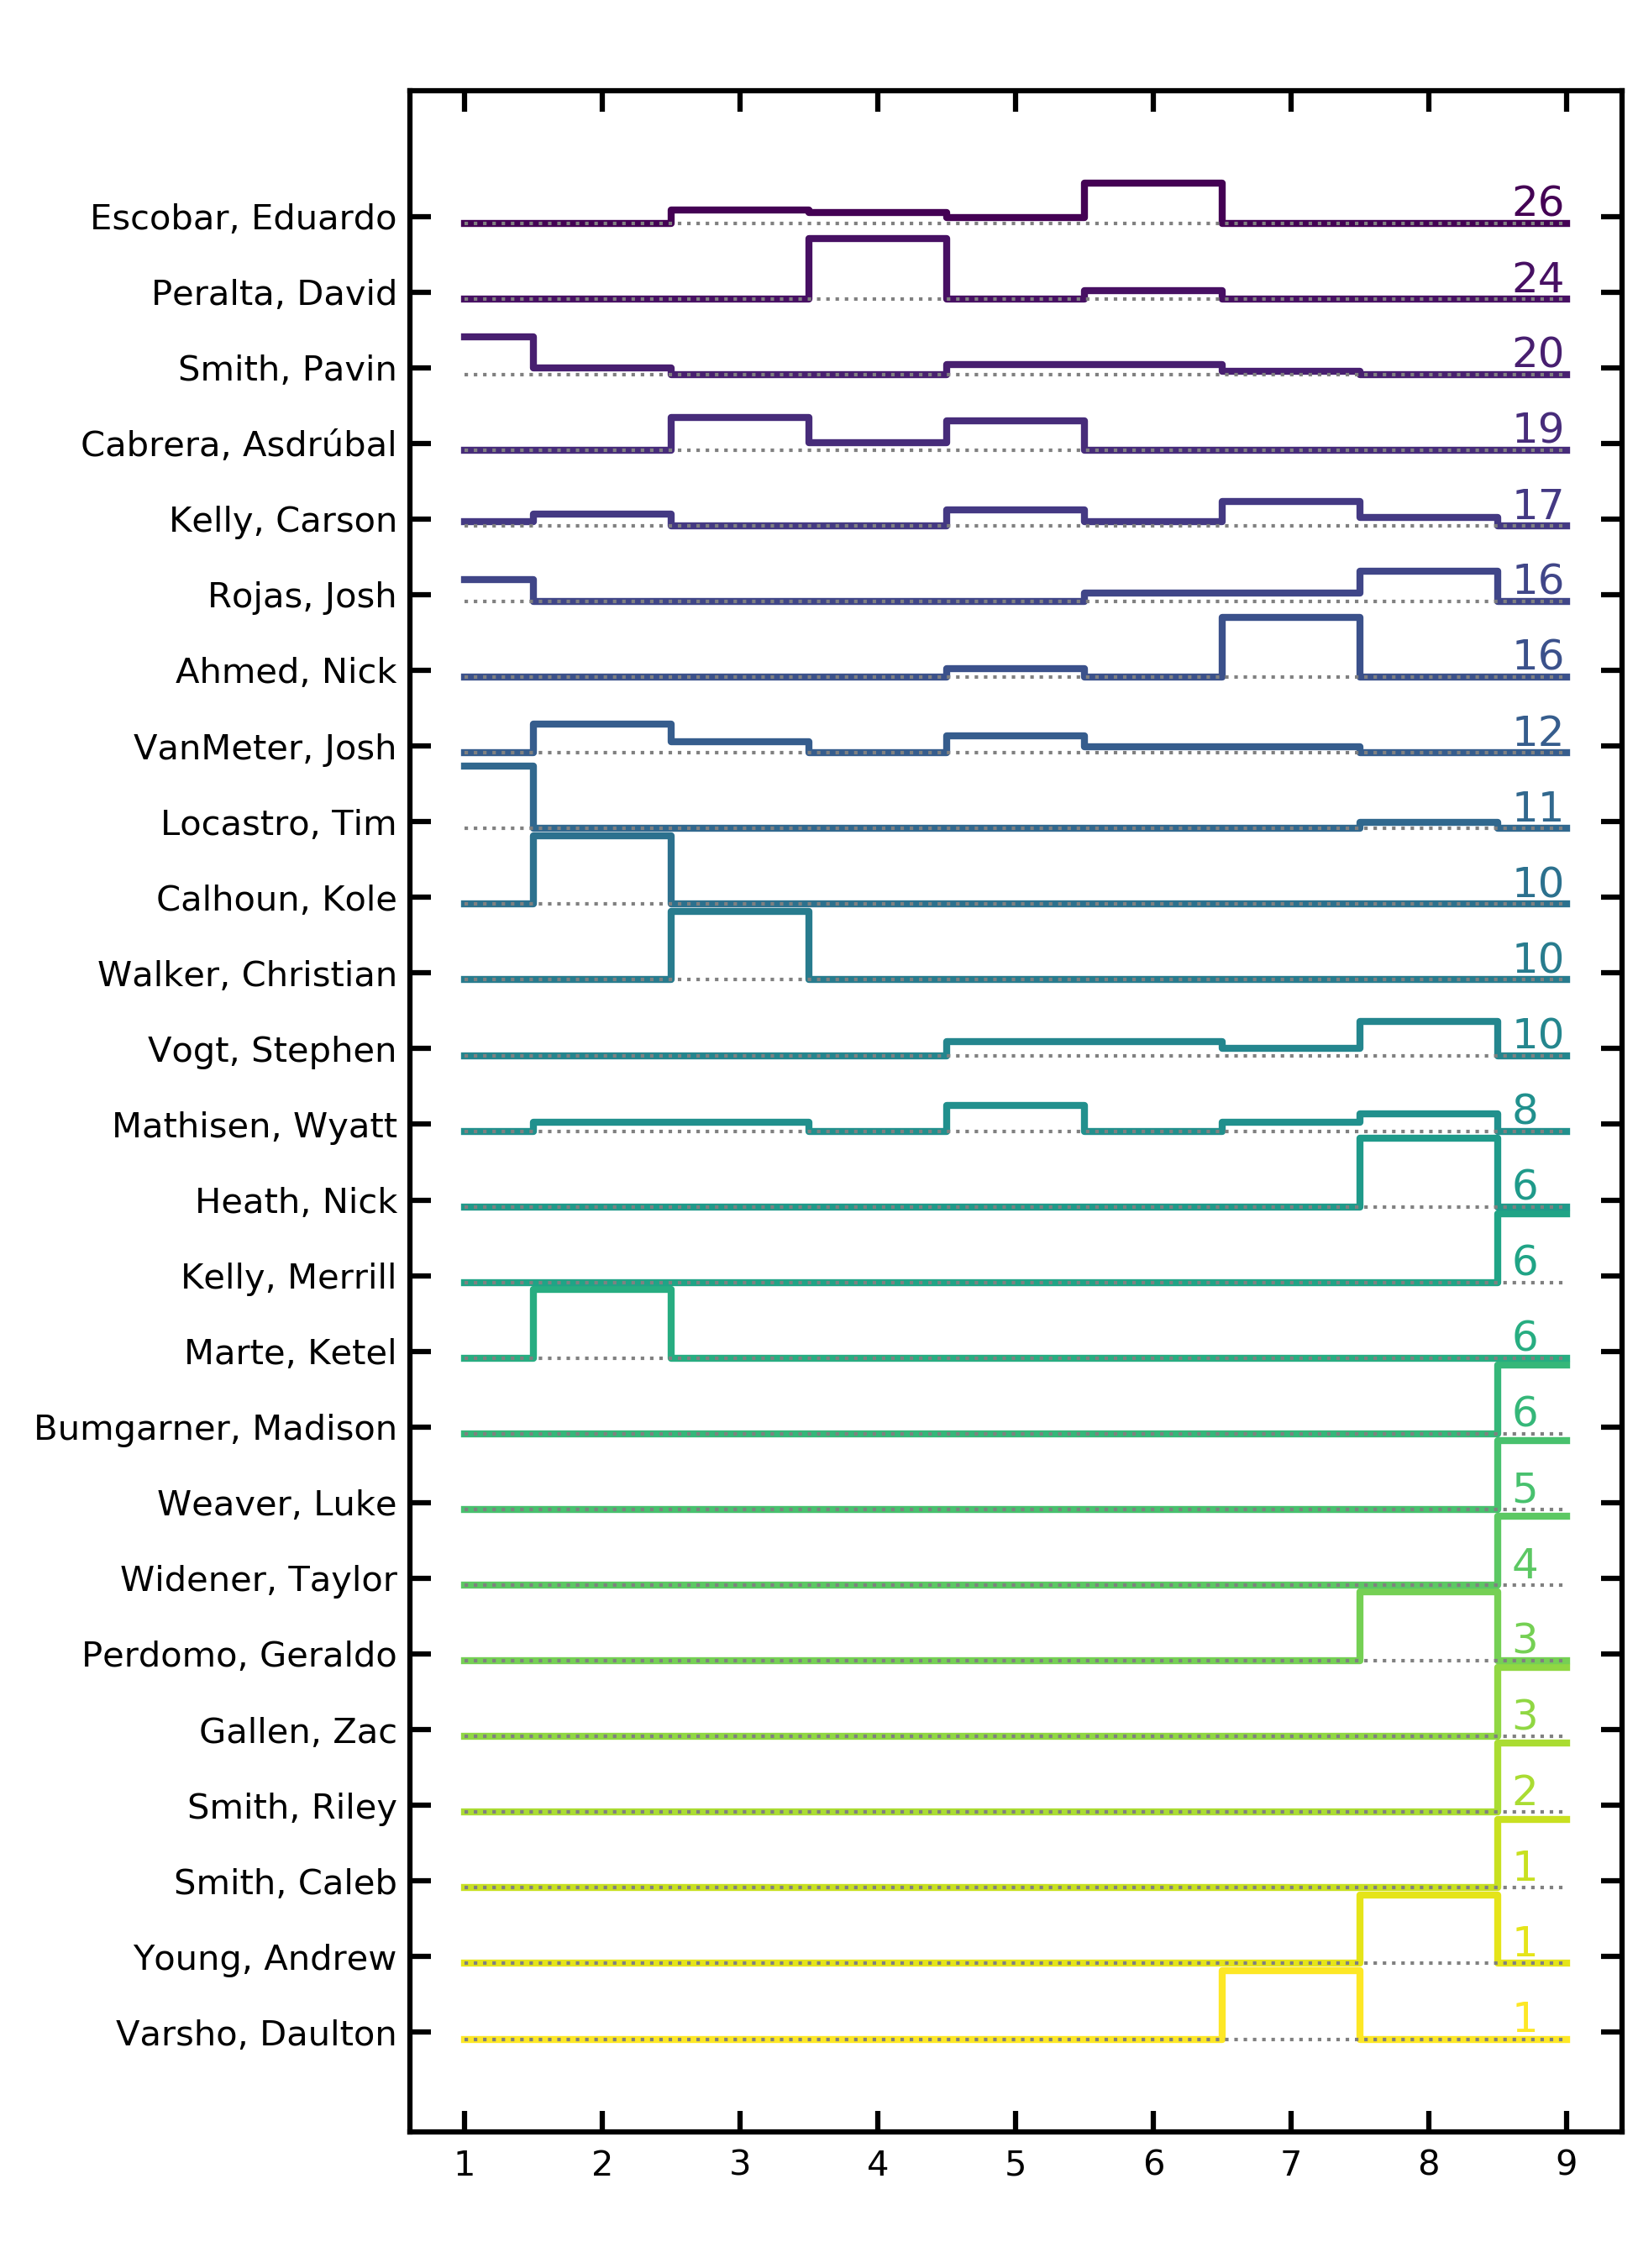 Escobar, Eduardo 26
Peralta, David 24
Smith, Pavin 20
Cabrera, Asdrúbal 19
Kelly, Carson 17
Rojas, Josh 16
Ahmed, Nick 16
VanMeter, Josh 12
Locastro, Tim 11
Calhoun, Kole 10
Walker, Christian 10
Vogt, Stephen 10
Mathisen, Wyatt 8
Heath, Nick 6
Kelly, Merrill 6
Marte, Ketel 6
Bumgarner, Madison 6
Weaver, Luke 5
Widener, Taylor 4
Perdomo, Geraldo 3
Gallen, Zac 3
Smith, Riley 2
Smith, Caleb 1
Young, Andrew 1
Varsho, Daulton 1
1 2 3 4 5 6 7 8 9